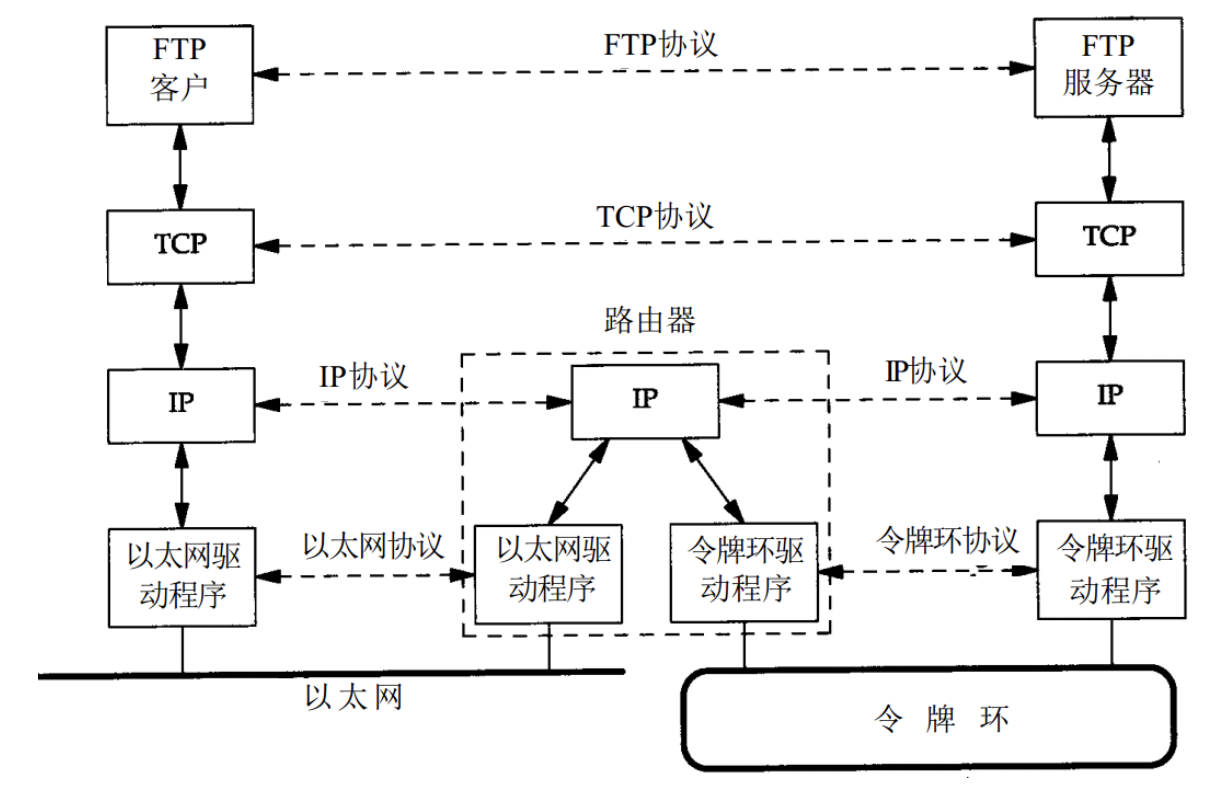 FTP
客户
FTP协议
FTP
服务器
TCP
TCP协议
TCP
路由器
IP
IP协议
IP
IP协议
IP
以太网驱
动程序
以太网协议
以太网驱
动程序
令牌环驱
动程序
令牌环协议
令牌环驱
动程序
以太网
令牌环